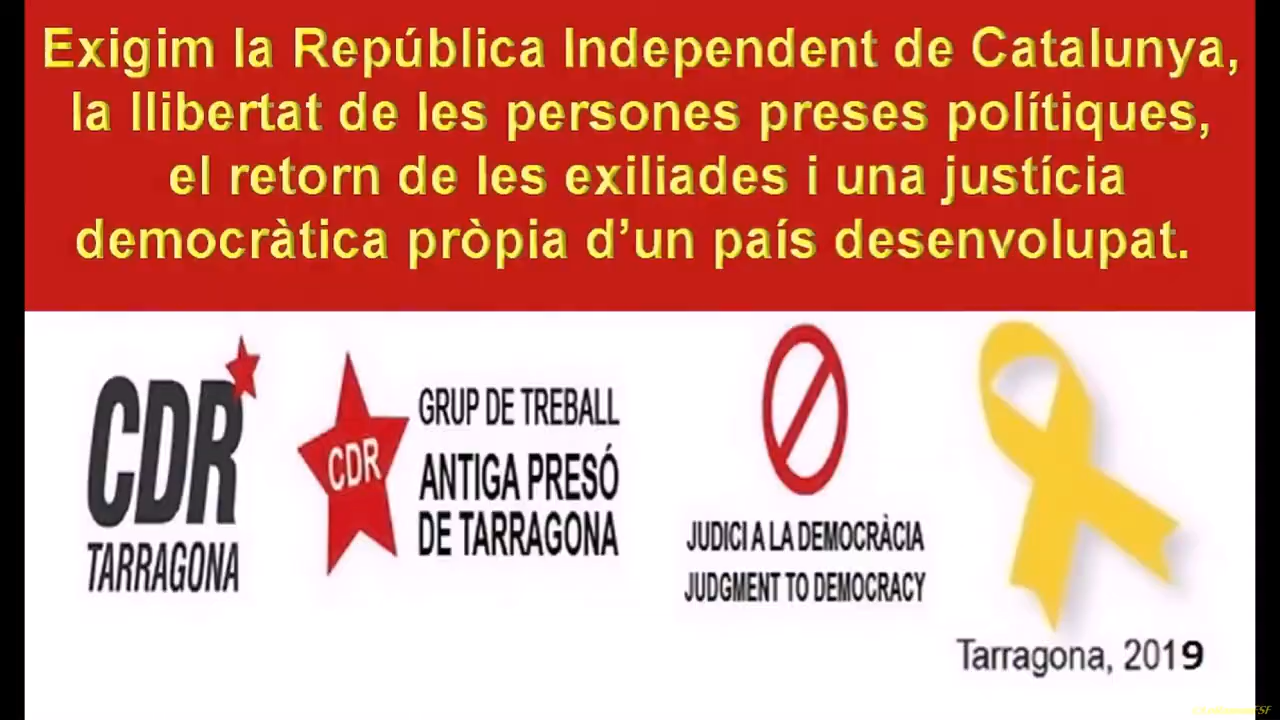 Exigim la República Independent de Catalunya,
la llibertat de les persones preses polítiques,
el retorn de les exiliades i una justícia
democràtica pròpia d’un país desenvolupat.
CDR
TARRAGONA
CDR
GRUP DE TREBALL
ANTIGA PRESÓ
DE TARRAGONA
JUDICI A LA DEMOCRÀCIA
JUDGMENT TO DEMOCRACY
Tarragona, 2019